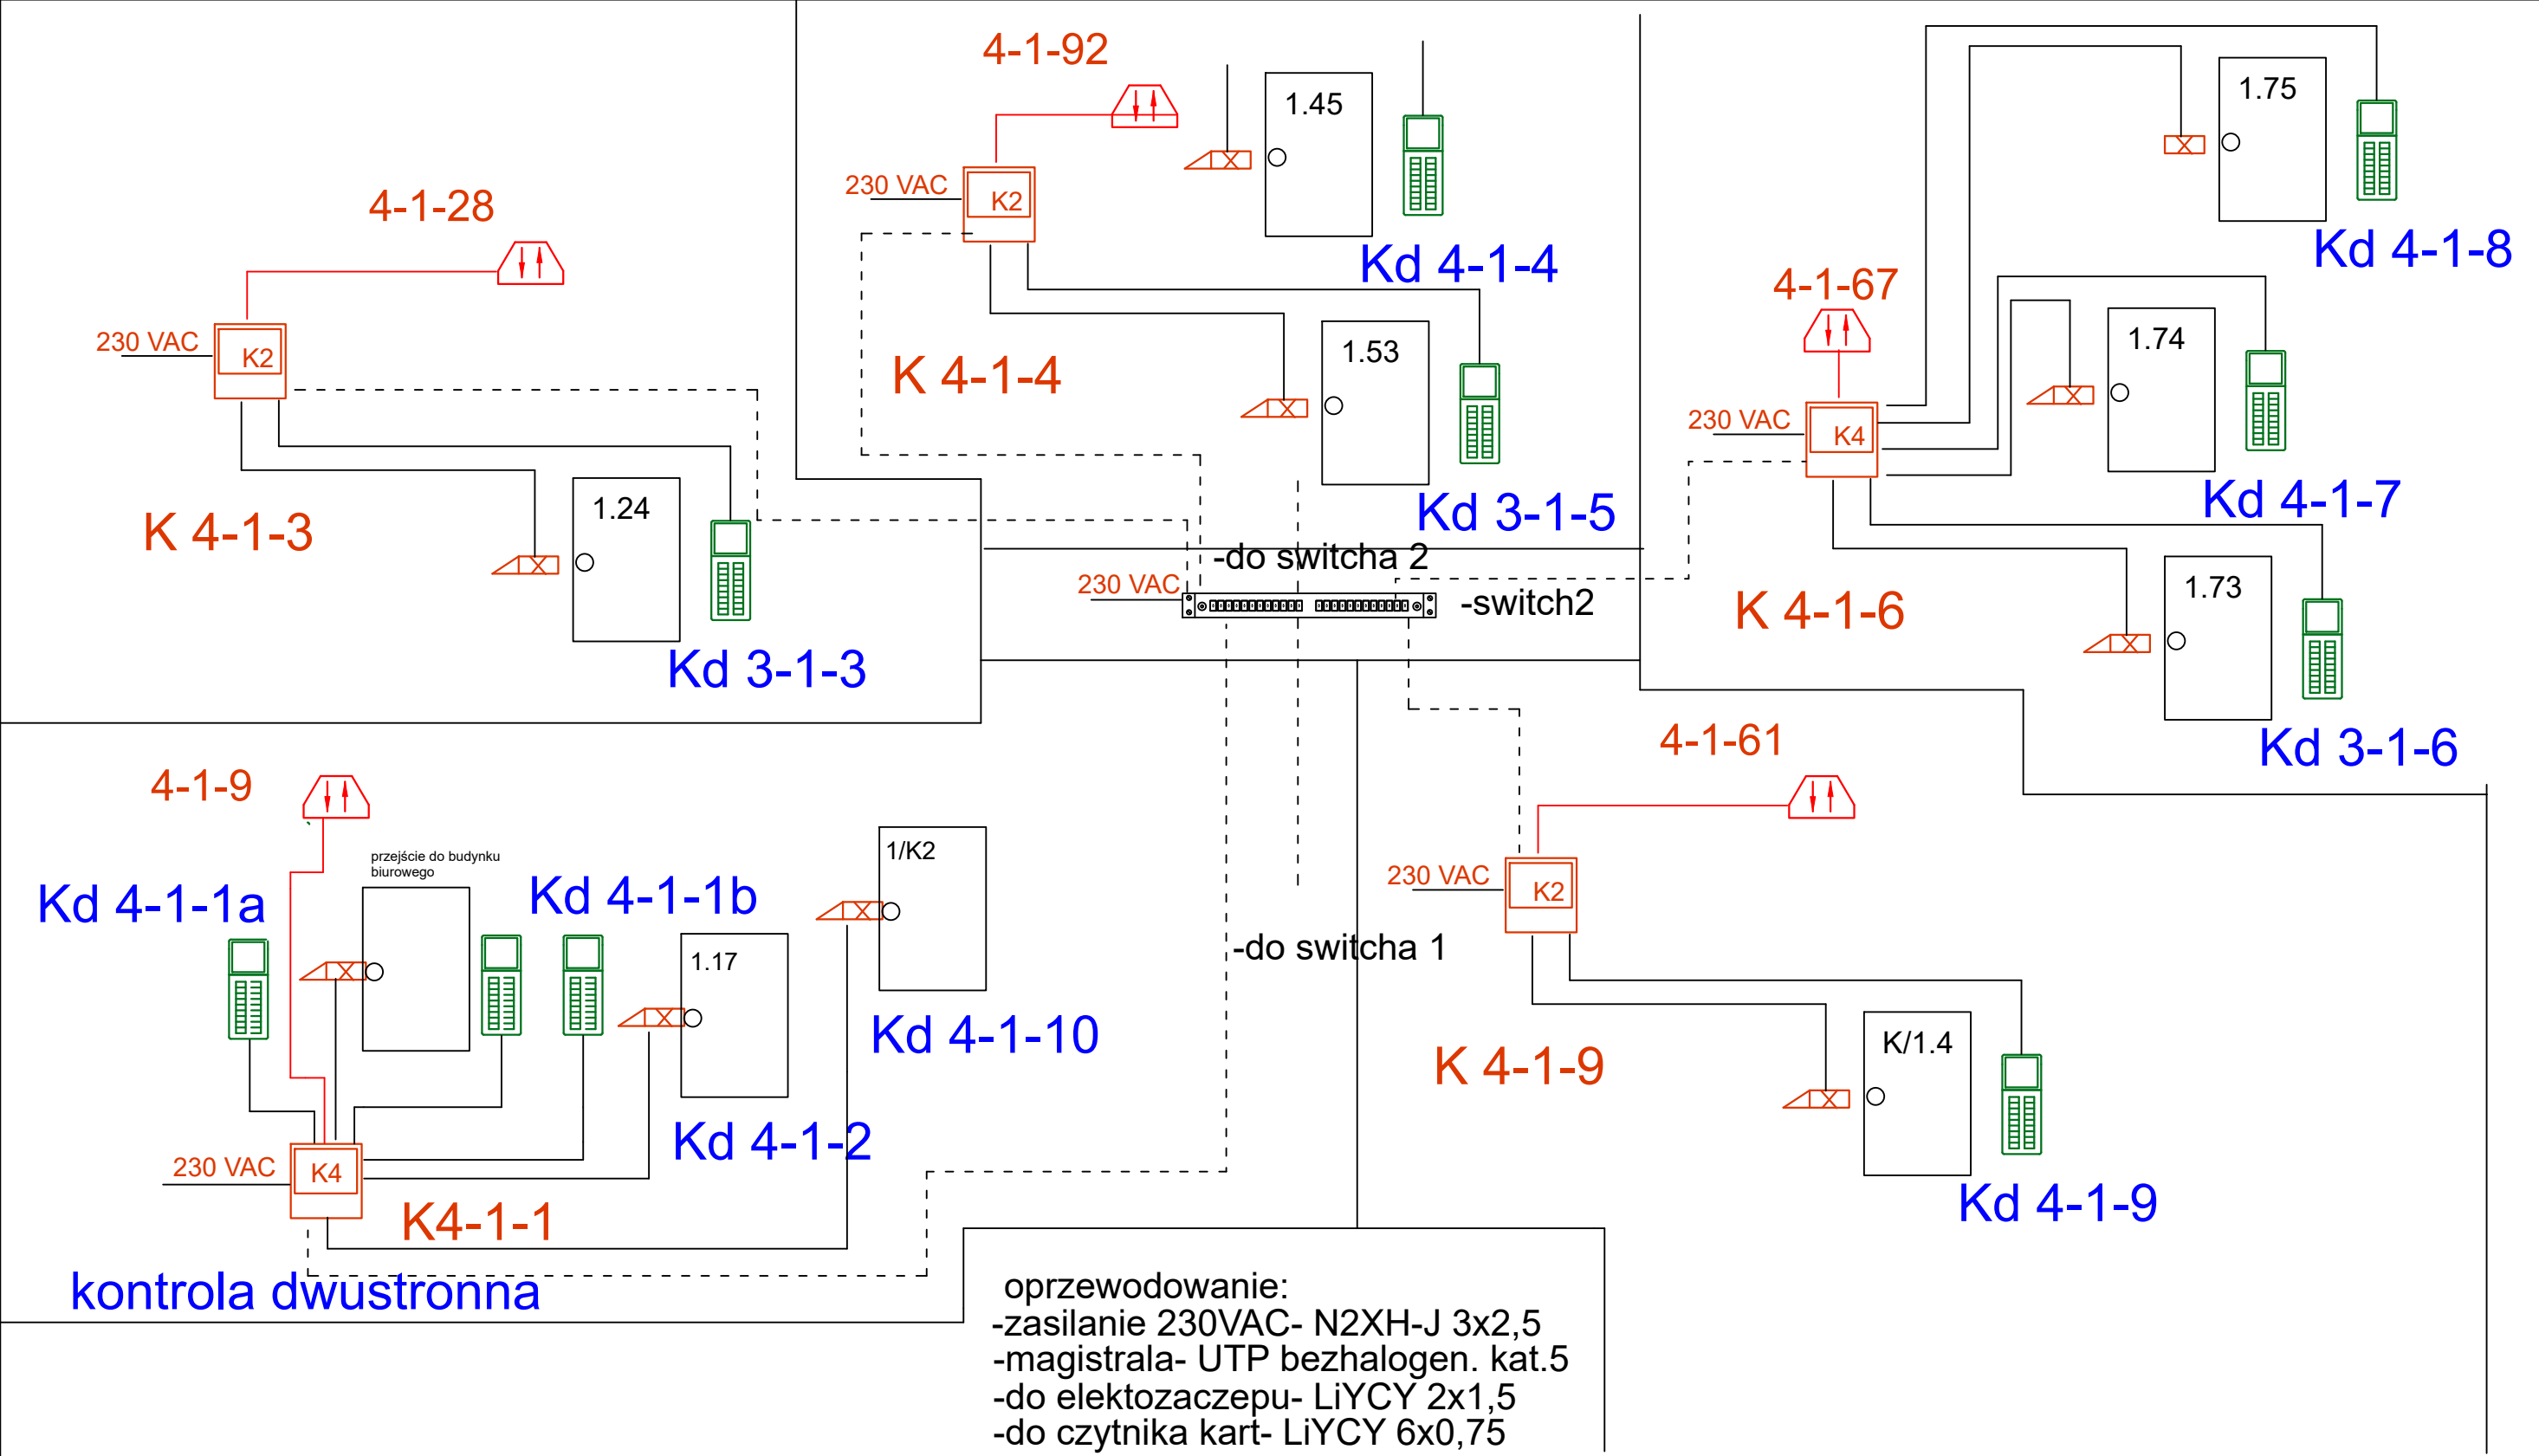 4-1-28
230 VAC
K2
K 4-1-3
1.24
Kd 3-1-3
4-1-92
230 VAC
K2
1.45
Kd 4-1-4
K 4-1-4
1.53
Kd 3-1-5
1.75
Kd 4-1-8
4-1-67
230 VAC
K4
1.74
Kd 4-1-7
K 4-1-6
1.73
Kd 3-1-6
-do switcha 2
230 VAC
-switch2
4-1-9
przejście do budynku
biurowego
Kd 4-1-1a
Kd 4-1-1b
1/K2
1.17
Kd 4-1-10
Kd 4-1-2
230 VAC
K4
K4-1-1
kontrola dwustronna
-do switcha 1
4-1-61
230 VAC
K2
K 4-1-9
K/1.4
Kd 4-1-9
oprzewodowanie:
-zasilanie 230VAC- N2XH-J 3x2,5
-magistrala- UTP bezhalogen. kat.5
-do elektozaczepu- LiYCY 2x1,5
-do czytnika kart- LiYCY 6x0,75